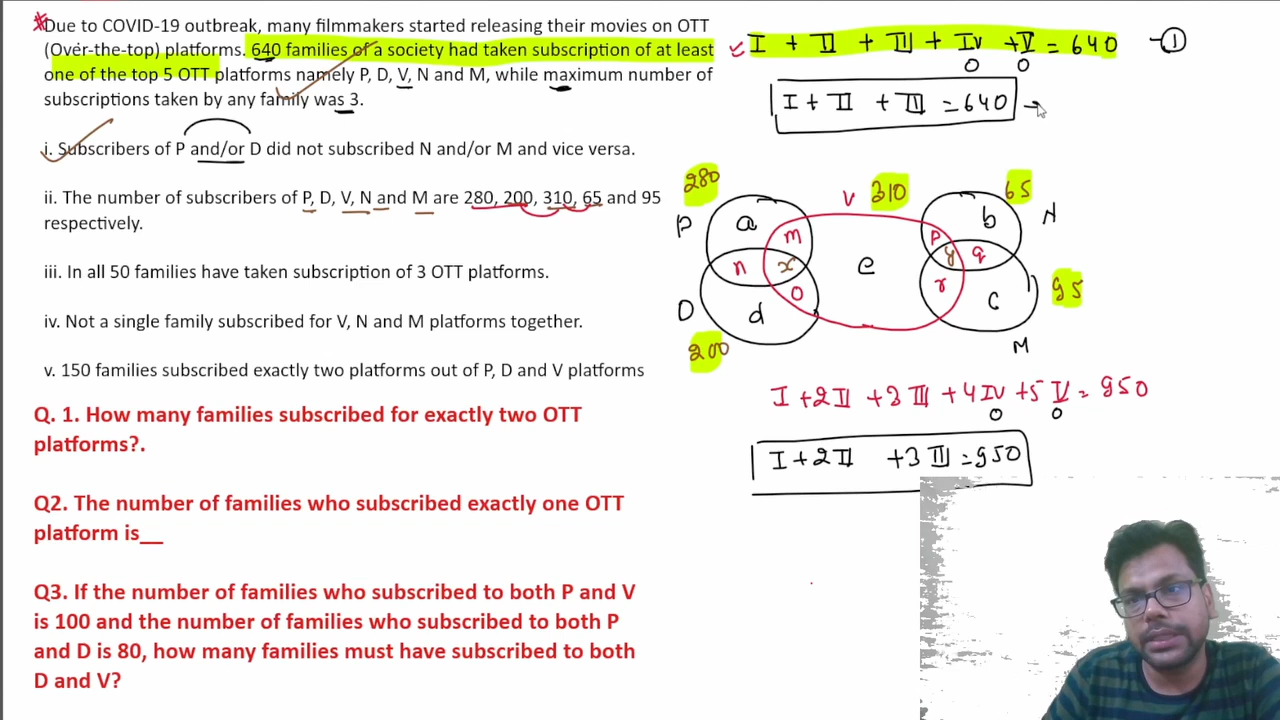 *Due to COVID-19 outbreak, many filmmakers started releasing their movies on OTT
(Over-the-top) platforms. 640 families of a society had taken subscription of at least
one of the top 5 OTT platforms namely P, D, V, N and M, while maximum number of
subscriptions taken by any family was 3.
i. Subscribers of P and/or D did not subscribed N and/or M and vice versa.
ii. The number of subscribers of P, D, V, N and M are 280, 200, 310, 65 and 95
respectively.
iii. In all 50 families have taken subscription of 3 OTT platforms.
iv. Not a single family subscribed for V, N and M platforms together.
v. 150 families subscribed exactly two platforms out of P, D and V platforms
Q. 1. How many families subscribed for exactly two OTT
platforms?.
Q2. The number of families who subscribed exactly one OTT
platform is__
Q3. If the number of families who subscribed to both P and V
is 100 and the number of families who subscribed to both P
and D is 80, how many families must have subscribed to both
D and V?
I + II + III + IV + V = 640 - 1
0 0
I + II + III = 640
280 V 310 65
P a m p b N
n x e y q
D d o r c 95
200 M
I + 2II + 3III + 4IV + 5V = 950
0 0
I + 2II + 3III = 950